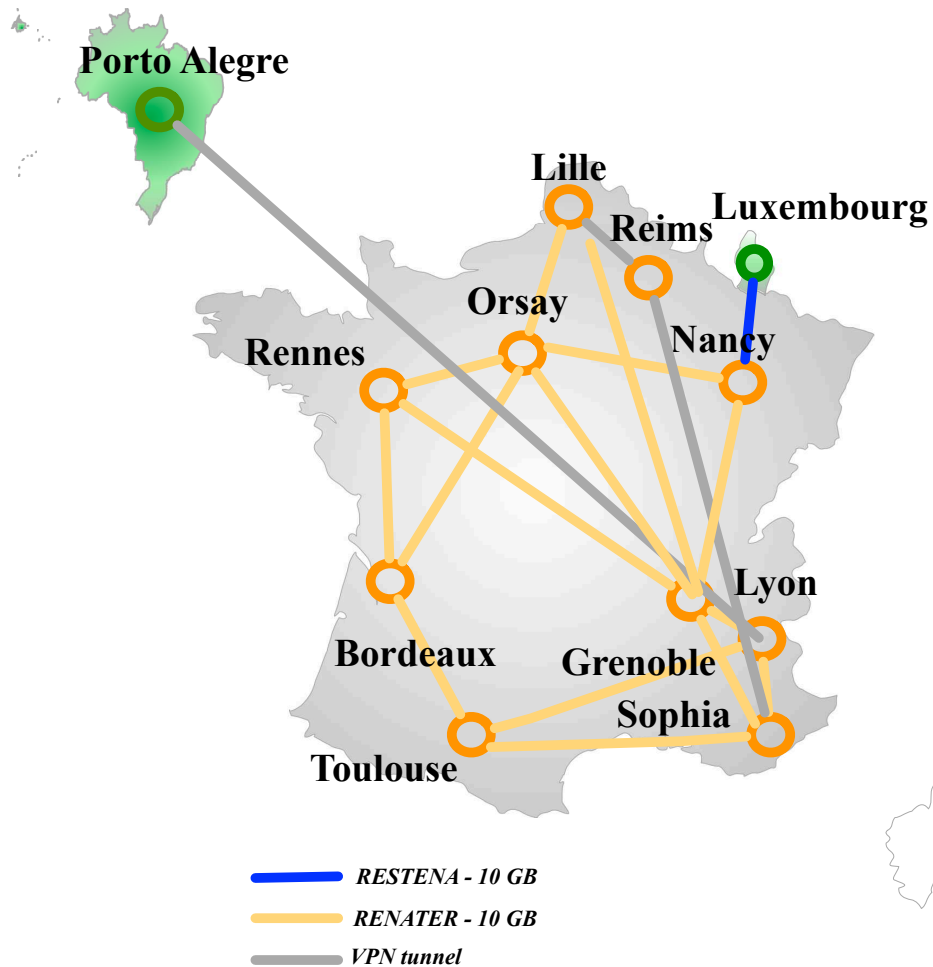 Porto Alegre
Lille
Luxembourg
Reims
Orsay
Nancy
Rennes
Lyon
Bordeaux
Grenoble
Sophia
Toulouse
RESTENA - 10 GB
RENATER - 10 GB
VPN tunnel